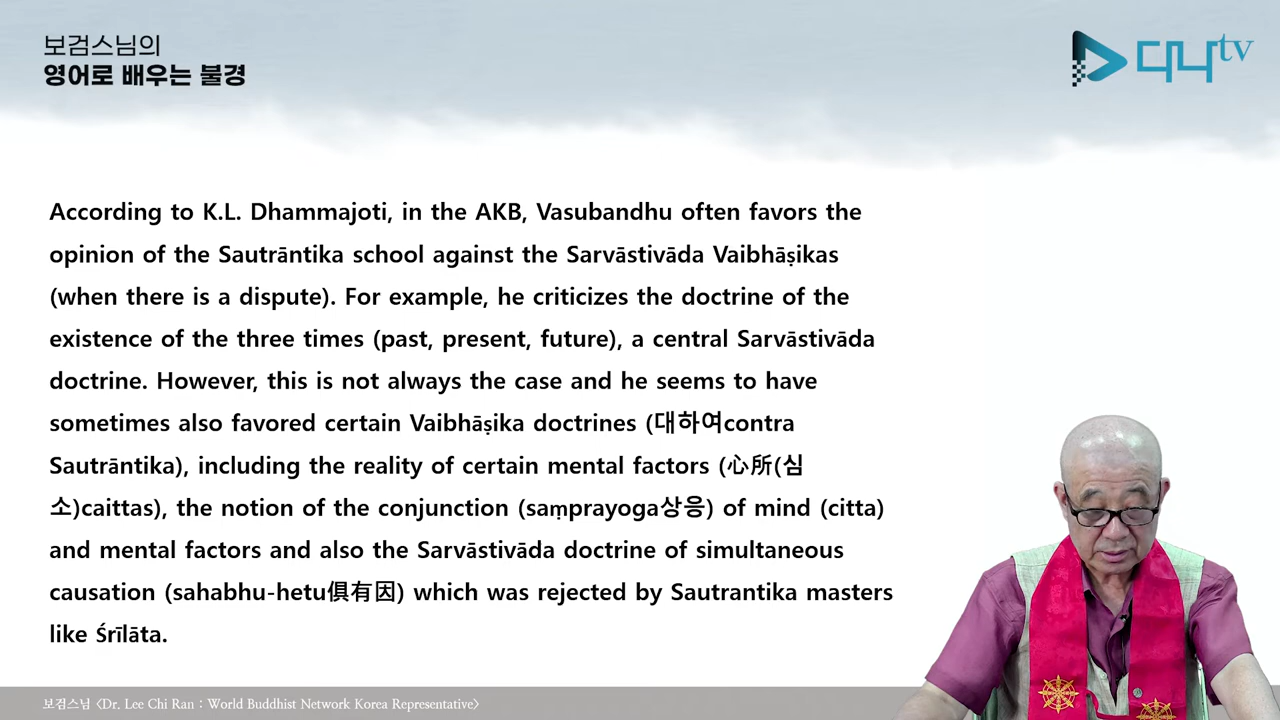 보검스님의
영어로 배우는 불경
다나tv
According to K.L. Dhammajoti, in the AKB, Vasubandhu often favors the
opinion of the Sautrāntika school against the Sarvāstivāda Vaibhāṣikas
(when there is a dispute). For example, he criticizes the doctrine of the
existence of the three times (past, present, future), a central Sarvāstivāda
doctrine. However, this is not always the case and he seems to have
sometimes also favored certain Vaibhāṣika doctrines (대하여contra
Sautrāntika), including the reality of certain mental factors (心所(심
소)caittas), the notion of the conjunction (saṃprayoga상응) of mind (citta)
and mental factors and also the Sarvāstivāda doctrine of simultaneous
causation (sahabhu-hetu俱有因) which was rejected by Sautrantika masters
like Śrīlāta.
보검스님 <Dr. Lee Chi Ran : World Buddhist Network Korea Representative>